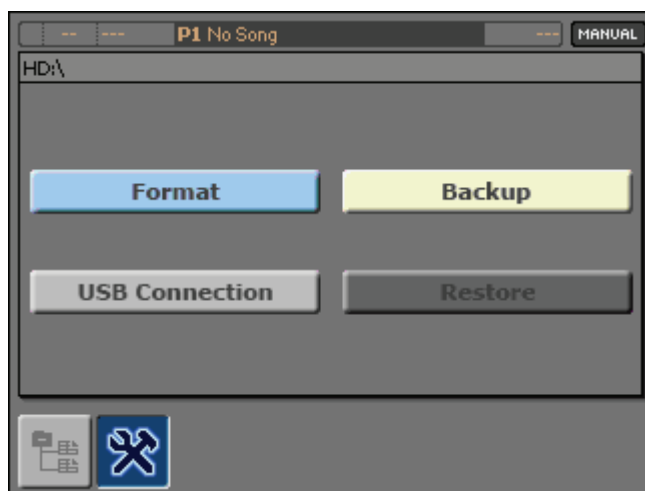 -- --- P1 No Song --- MANUAL
HD:\
Format Backup
USB Connection Restore